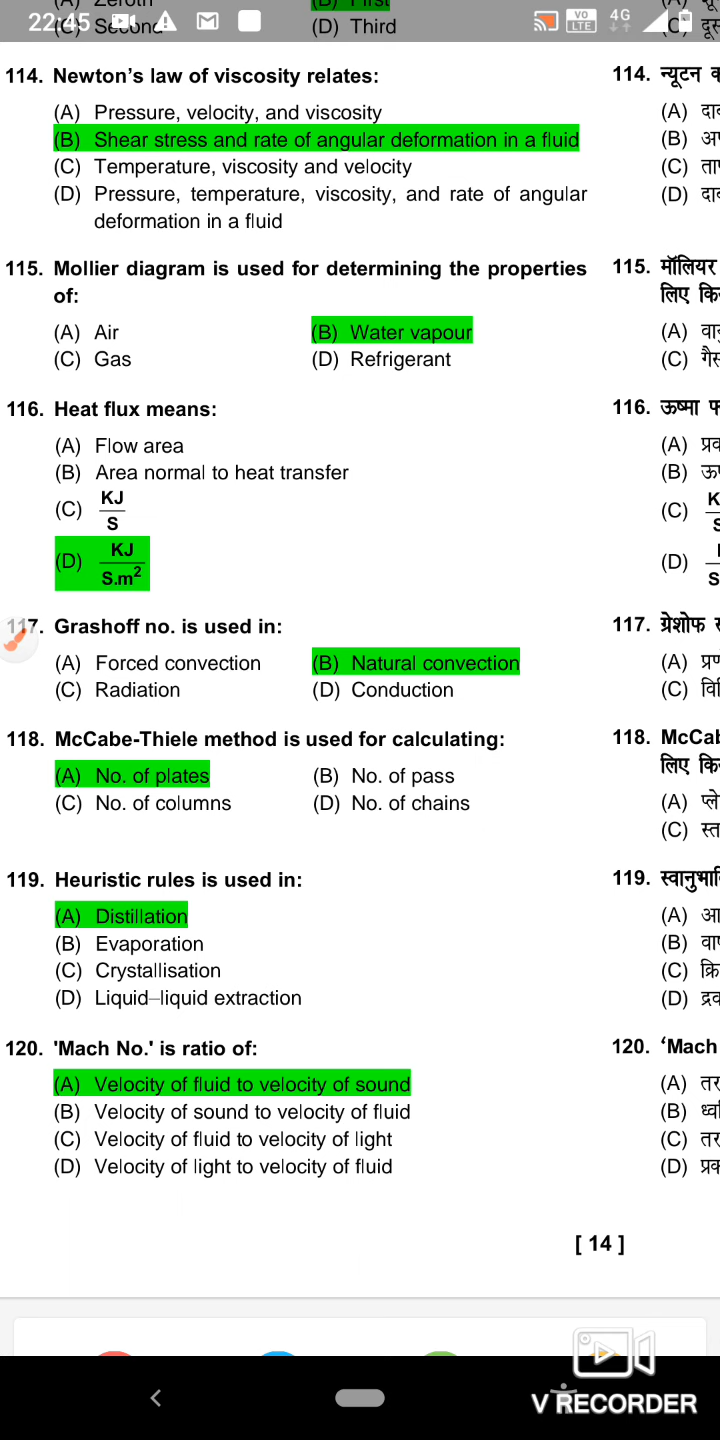 22:45
VO
LTE
4G
(C) Second (D) Third
114. Newton's law of viscosity relates:
(A) Pressure, velocity, and viscosity
(B) Shear stress and rate of angular deformation in a fluid
(C) Temperature, viscosity and velocity
(D) Pressure, temperature, viscosity, and rate of angular
deformation in a fluid
115. Mollier diagram is used for determining the properties
of:
(A) Air (B) Water vapour
(C) Gas (D) Refrigerant
116. Heat flux means:
(A) Flow area
(B) Area normal to heat transfer
(C) KJ/S
(D) KJ/S.m²
117. Grashoff no. is used in:
(A) Forced convection (B) Natural convection
(C) Radiation (D) Conduction
118. McCabe-Thiele method is used for calculating:
(A) No. of plates (B) No. of pass
(C) No. of columns (D) No. of chains
119. Heuristic rules is used in:
(A) Distillation
(B) Evaporation
(C) Crystallisation
(D) Liquid–liquid extraction
120. 'Mach No.' is ratio of:
(A) Velocity of fluid to velocity of sound
(B) Velocity of sound to velocity of fluid
(C) Velocity of fluid to velocity of light
(D) Velocity of light to velocity of fluid
114. न्यूटन
(A)
(B)
(C)
(D)
115. मॉलियर
लिए
(A)
(C)
116. ऊष्मा
(A)
(B)
(C)
(D)
117. ग्रेशोफ
(A)
(C)
118.
लिए
(A)
(C)
119.
(A)
(B)
(C)
(D)
120. 'Mach
(A)
(B)
(C)
(D)
[ 14 ]
V RECORDER